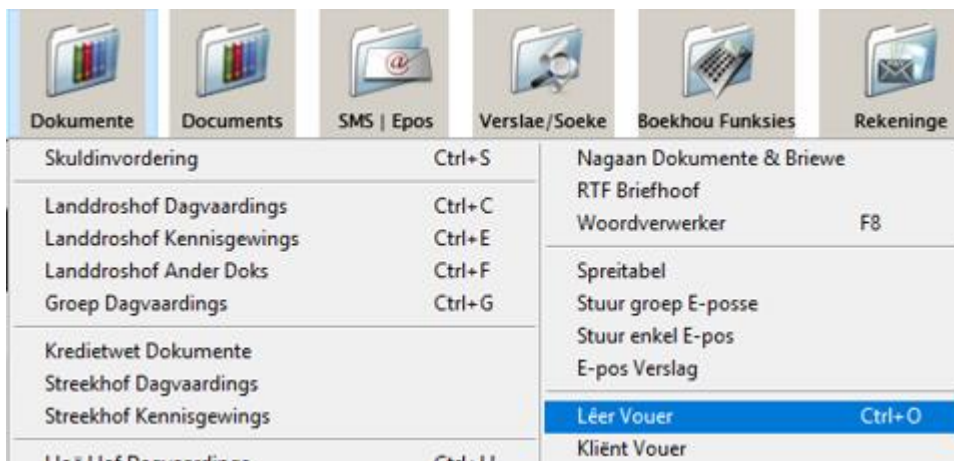 Dokumente
Documents
SMS | Epos
Verslae/Soeke
Boekhou Funksies
Rekeninge
Skuldinvordering Ctrl+S
Landdroshof Dagvaardings Ctrl+C
Landdroshof Kennisgewings Ctrl+E
Landdroshof Ander Doks Ctrl+F
Groep Dagvaardings Ctrl+G
Kredietwet Dokumente
Streekhof Dagvaardings
Streekhof Kennisgewings
Nagaan Dokumente & Briewe
RTF Briefhoof
Woordverwerker F8
Spreitabel
Stuur groep E-posse
Stuur enkel E-pos
E-pos Verslag
Lêer Vouer Ctrl+O
Kliënt Vouer